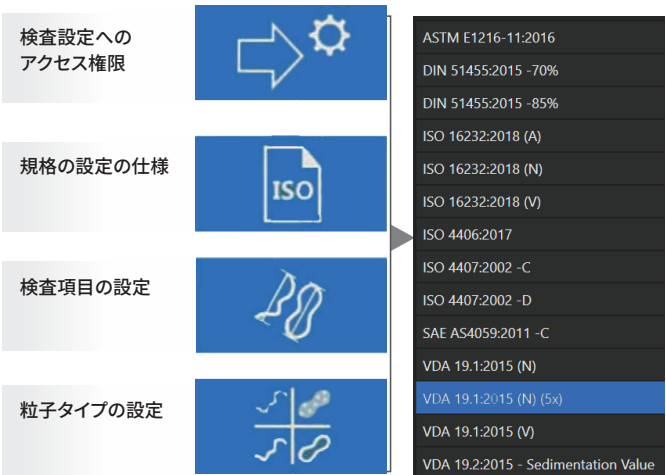 検査設定への
アクセス権限
規格の設定の仕様
ISO
検査項目の設定
粒子タイプの設定
ASTM E1216-11:2016
DIN 51455:2015 -70%
DIN 51455:2015 -85%
ISO 16232:2018 (A)
ISO 16232:2018 (N)
ISO 16232:2018 (V)
ISO 4406:2017
ISO 4407:2002 -C
ISO 4407:2002 -D
SAE AS4059:2011 -C
VDA 19.1:2015 (N)
VDA 19.1:2015 (N) (5x)
VDA 19.1:2015 (V)
VDA 19.2:2015 - Sedimentation Value